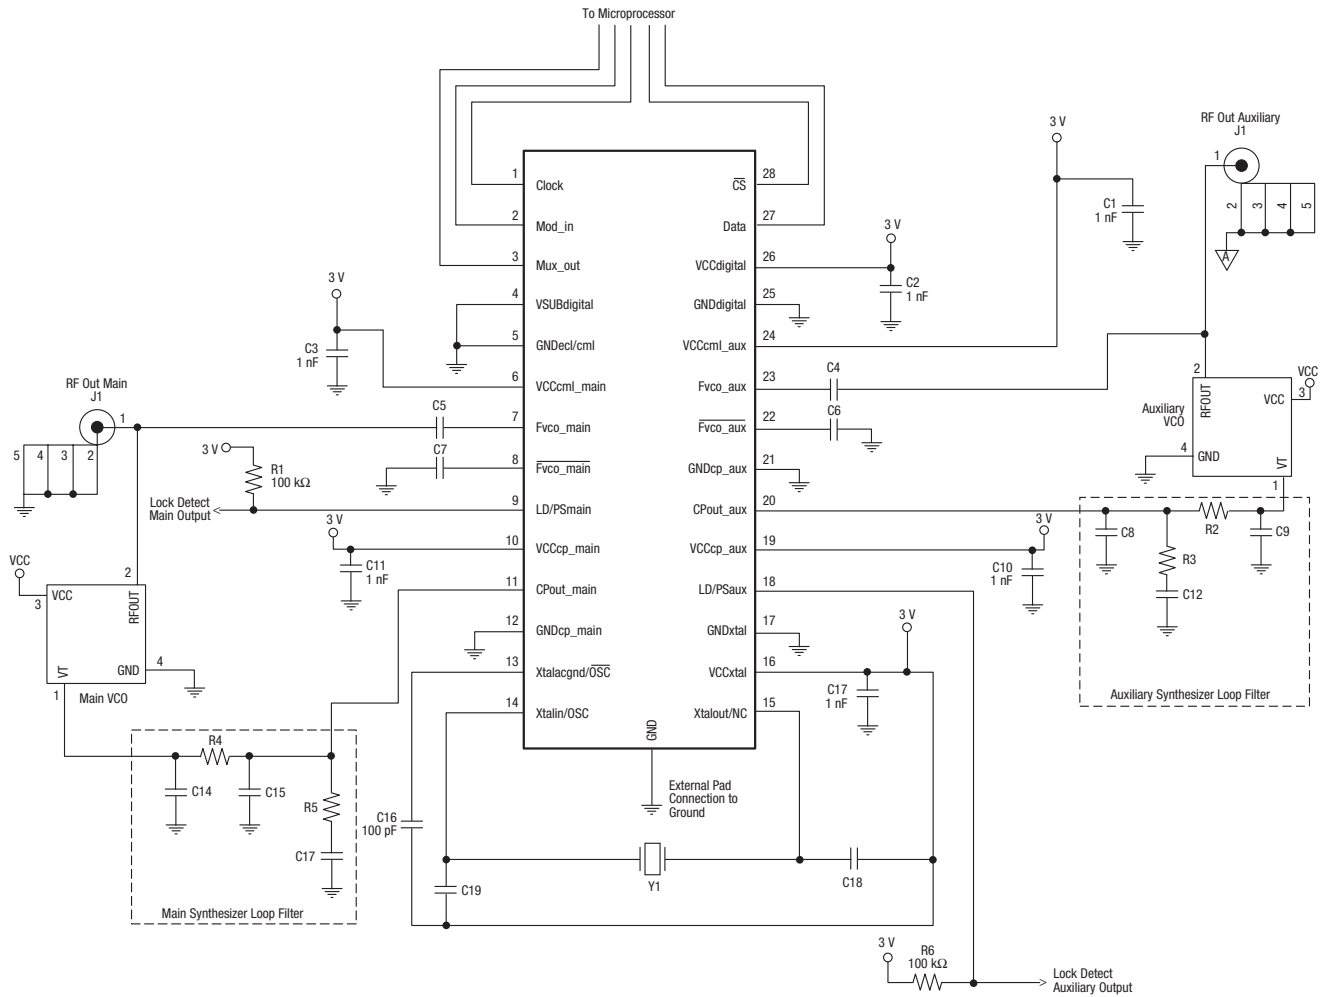 To Microprocessor
3 V
RF Out Auxiliary
J1
1
2
3
4
5
A
C1
1 nF
1
Clock
2
Mod_in
3
Mux_out
4
VSUBdigital
5
GNDecl/cml
6
VCCcml_main
7
Fvco_main
8
Fvco_main
9
LD/PSmain
10
VCCcp_main
11
CPout_main
12
GNDcp_main
13
Xtalacgnd/OSC
14
Xtalin/OSC
28
CS
27
Data
26
VCCdigital
25
GNDdigital
24
VCCcml_aux
23
Fvco_aux
22
Fvco_aux
21
GNDcp_aux
20
CPout_aux
19
VCCcp_aux
18
LD/PSaux
17
GNDxtal
16
VCCxtal
15
Xtalout/NC
GND
External Pad
Connection to
Ground
3 V
C2
1 nF
3 V
C3
1 nF
C4
C6
RF Out Main
J1
1
5
4
3
2
C5
C7
3 V
R1
100 kΩ
Lock Detect
Main Output
3 V
C11
1 nF
VCC
3
VCC
2
RFOUT
VT
GND
4
1
Main VCO
R4
C14
C15
R5
C17
Main Synthesizer Loop Filter
C16
100 pF
C19
Y1
C18
3 V
C17
1 nF
3 V
C10
1 nF
2
RFOUT
VCC
3
VCC
Auxiliary
VCO
4
GND
VT
1
C8
R2
C9
R3
C12
Auxiliary Synthesizer Loop Filter
3 V
R6
100 kΩ
Lock Detect
Auxiliary Output